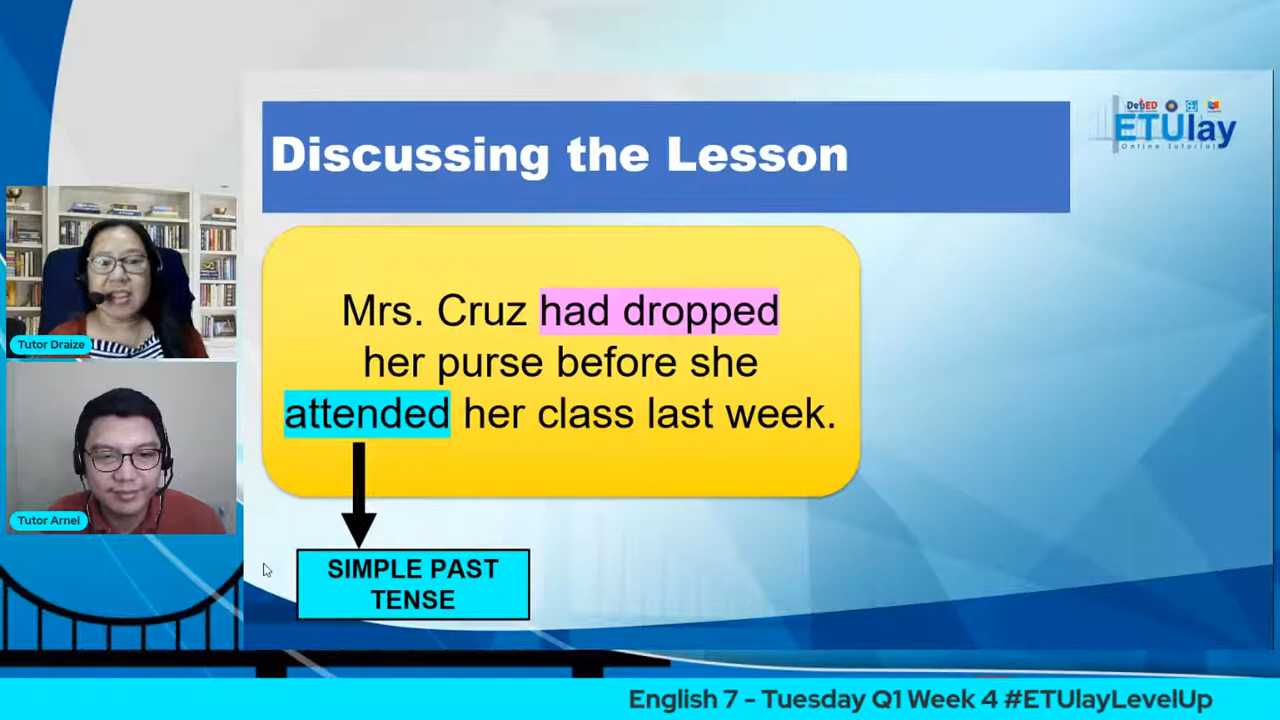 Discussing the Lesson
DepED
ETUlay
Online Tutorial
Mrs. Cruz had dropped
her purse before she
attended her class last week.
SIMPLE PAST
TENSE
Tutor Draize
Tutor Arnel
English 7 - Tuesday Q1 Week 4 #ETUlayLevelUp